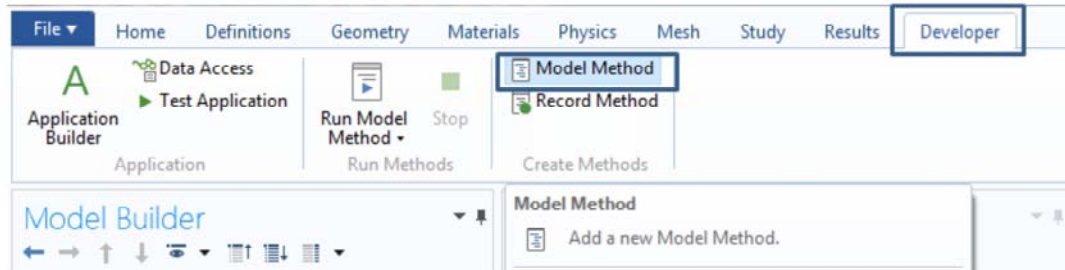 File Home Definitions Geometry Materials Physics Mesh Study Results Developer
A Data Access
Test Application
Application Builder
Run Model Method
Stop
Model Method
Record Method
Application
Run Methods
Create Methods
Model Builder
Model Method
Add a new Model Method.